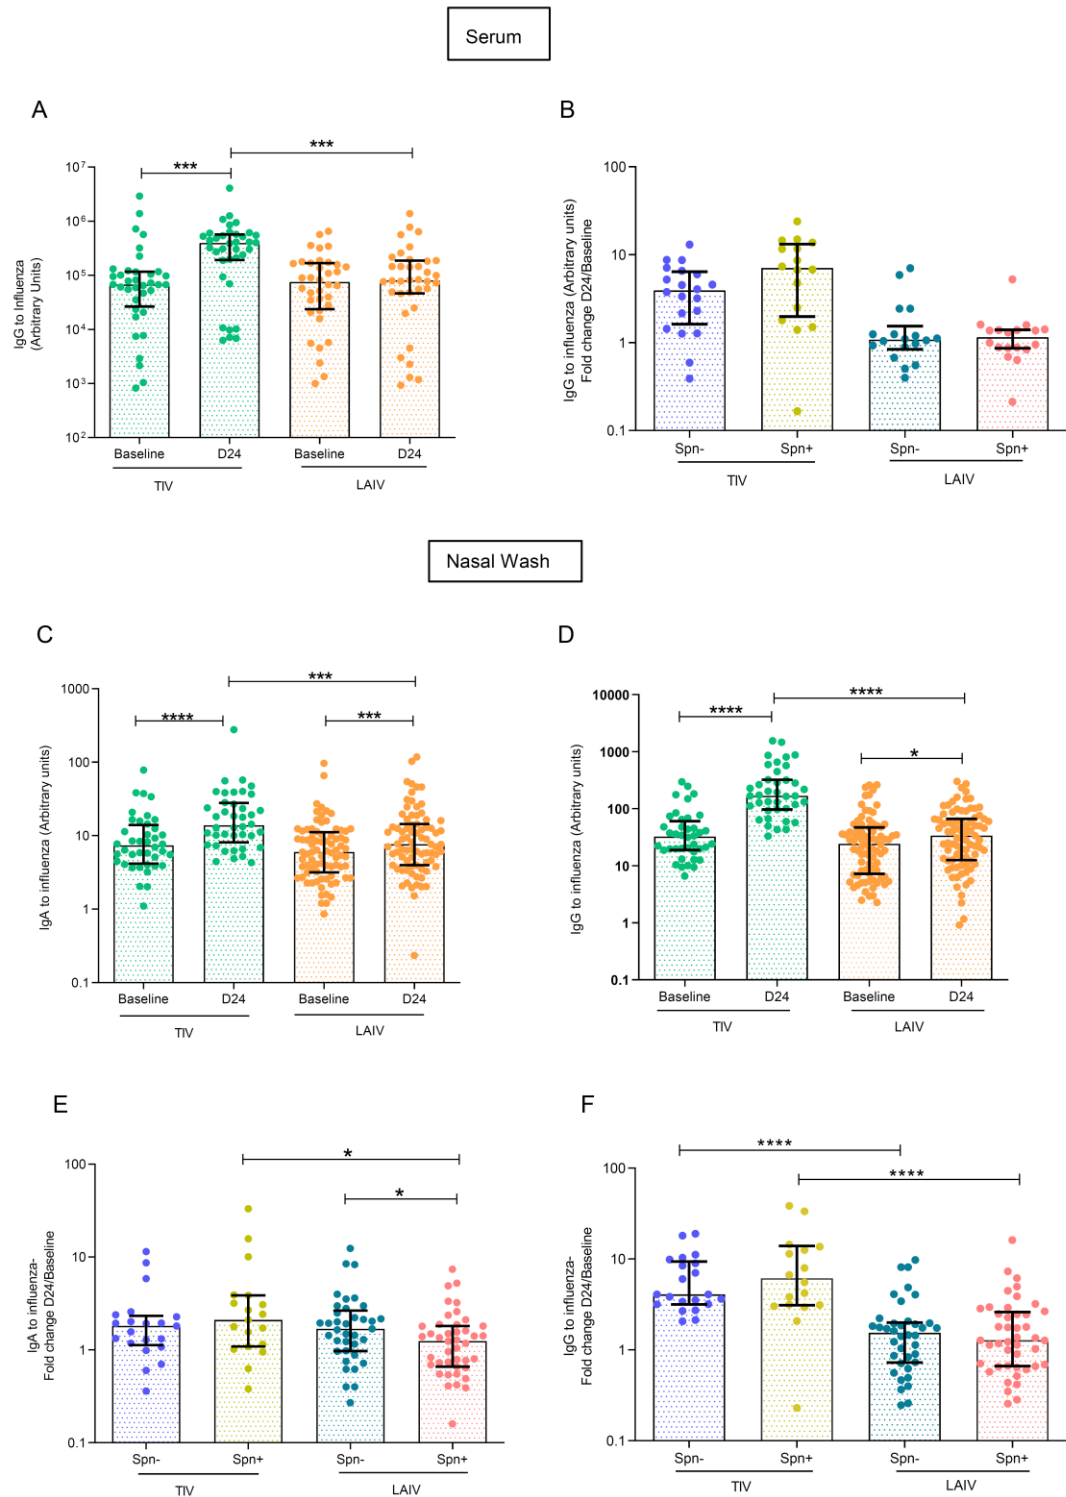 Serum
A
IgG to Influenza
(Arbitrary Units)
10⁷
10⁶
10⁵
10⁴
10³
10²
***
***
Baseline
D24
Baseline
D24
TIV
LAIV
B
IgG to influenza (Arbitrary units)
Fold change D24/Baseline
100
10
1
0.1
Spn-
Spn+
Spn-
Spn+
TIV
LAIV
Nasal Wash
C
IgA to influenza (Arbitrary units)
1000
100
10
1
0.1
***
****
***
Baseline
D24
Baseline
D24
TIV
LAIV
D
IgG to influenza (Arbitrary units)
10000
1000
100
10
1
0.1
****
****
*
Baseline
D24
Baseline
D24
TIV
LAIV
E
IgA to influenza-
Fold change D24/Baseline
100
10
1
0.1
*
*
Spn-
Spn+
Spn-
Spn+
TIV
LAIV
F
IgG to influenza-
Fold change D24/Baseline
100
10
1
0.1
****
****
Spn-
Spn+
Spn-
Spn+
TIV
LAIV